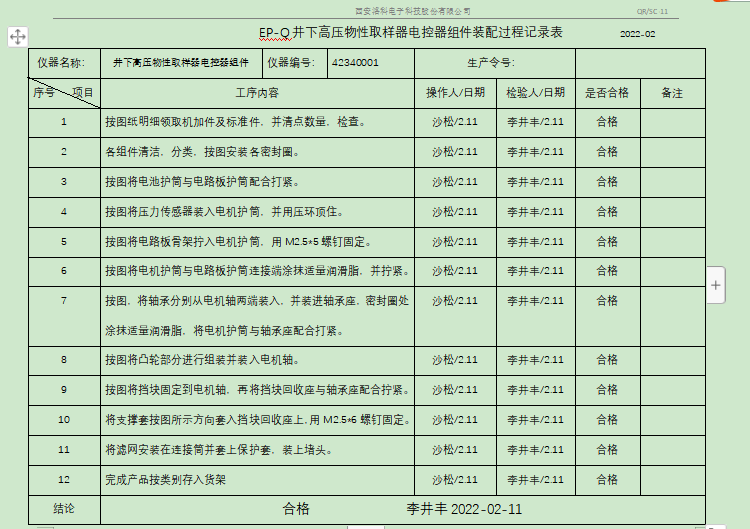 西安洛科电子科技股份有限公司 QR/SC 11
EP-Q井下高压物性取样器电控器组件装配过程记录表 2022-02
仪器名称: 井下高压物性取样器电控器组件 仪器编号: 42340001 生产令号:
序号 项目 工序内容 操作人/日期 检验人/日期 是否合格 备注
1 按图纸明细领取机加件及标准件，并清点数量，检查。 沙松/2.11 李井丰/2.11 合格
2 各组件清洁，分类，按图安装各密封圈。 沙松/2.11 李井丰/2.11 合格
3 按图将电池护筒与电路板护筒配合打紧。 沙松/2.11 李井丰/2.11 合格
4 按图将压力传感器装入电机护筒，并用压环顶住。 沙松/2.11 李井丰/2.11 合格
5 按图将电路板骨架拧入电机护筒，用 M2.5*5 螺钉固定。 沙松/2.11 李井丰/2.11 合格
6 按图将电机护筒与电路板护筒连接端涂抹适量润滑脂，并拧紧。 沙松/2.11 李井丰/2.11 合格
7 按图，将轴承分别从电机轴两端装入，并装进轴承座，密封圈处 沙松/2.11 李井丰/2.11 合格
涂抹适量润滑脂，将电机护筒与轴承座配合打紧。
8 按图将凸轮部分进行组装并装入电机轴。 沙松/2.11 李井丰/2.11 合格
9 按图将挡块固定到电机轴，再将挡块回收座与轴承座配合拧紧。 沙松/2.11 李井丰/2.11 合格
10 将支撑套按图所示方向套入挡块回收座上，用 M2.5*6 螺钉固定。 沙松/2.11 李井丰/2.11 合格
11 将滤网安装在连接筒并套上保护套，装上堵头。 沙松/2.11 李井丰/2.11 合格
12 完成产品按类别存入货架 沙松/2.11 李井丰/2.11 合格
结论 合格 李井丰 2022-02-11